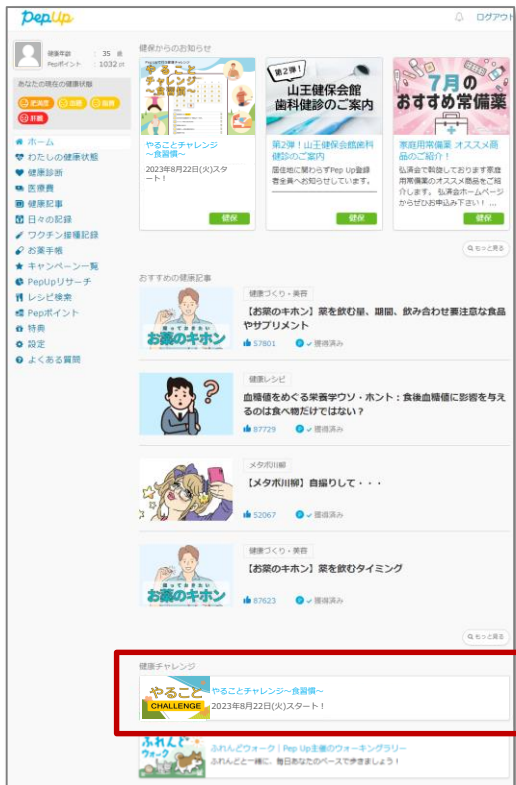 PepUp
ログアウト
健康年齢 : 35 歳
Pepポイント : 1032 pt
あなたの現在の健康状態
肥満度
血糖
脂質
肝臓
ホーム
わたしの健康状態
健康診断
医療費
健康記事
日々の記録
ワクチン接種記録
お薬手帳
キャンペーン一覧
PepUpリサーチ
レシピ検索
Pepポイント
特典
設定
よくある質問
健保からのお知らせ
やること
チャレンジ
～食習慣～
やることチャレンジ
～食習慣～
2023年8月22日(火)スタ
ート!
健保
第2弾!
山王健保会館
歯科健診のご案内
第2弾!山王健保会館歯科
健診のご案内
居住地に関わらずPep Up登録
者全員へお知らせしています。
健保
7月の
おすすめ常備薬
家庭用常備薬 オススメ商
品のご紹介!
弘済会で斡旋しております家庭
用常備薬のオススメ商品をご紹
介します。 弘済会ホームページ
からぜひお申込み下さい! ...
健保
もっと見る
おすすめの健康記事
知っておきたい
お薬のキホン
健康づくり・美容
【お薬のキホン】薬を飲む量、期間、飲み合わせ要注意な食品
やサプリメント
57801
P 獲得済み
健康レシピ
血糖値をめぐる栄養学ウソ・ホント：食後血糖値に影響を与え
るのは食べ物だけではない？
87729
P 獲得済み
メタボ川柳
【メタボ川柳】自撮りして・・・
52067
P 獲得済み
知っておきたい
お薬のキホン
健康づくり・美容
【お薬のキホン】薬を飲むタイミング
87623
P 獲得済み
もっと見る
健康チャレンジ
やること
CHALLENGE
やることチャレンジ～食習慣～
2023年8月22日(火)スタート!
ふれんど
ウォーク
ふれんどウォーク｜Pep Up主催のウォーキングラリー
ふれんどと一緒に、毎日あなたのペースで歩きましょう!